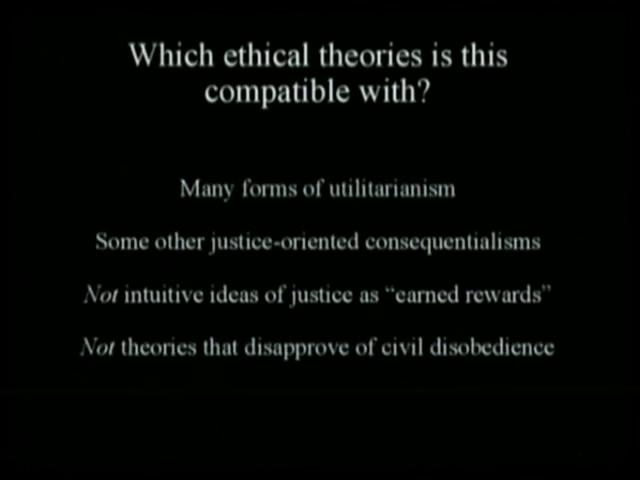 Which ethical theories is this
compatible with?
Many forms of utilitarianism
Some other justice-oriented consequentialisms
Not intuitive ideas of justice as “earned rewards”
Not theories that disapprove of civil disobedience